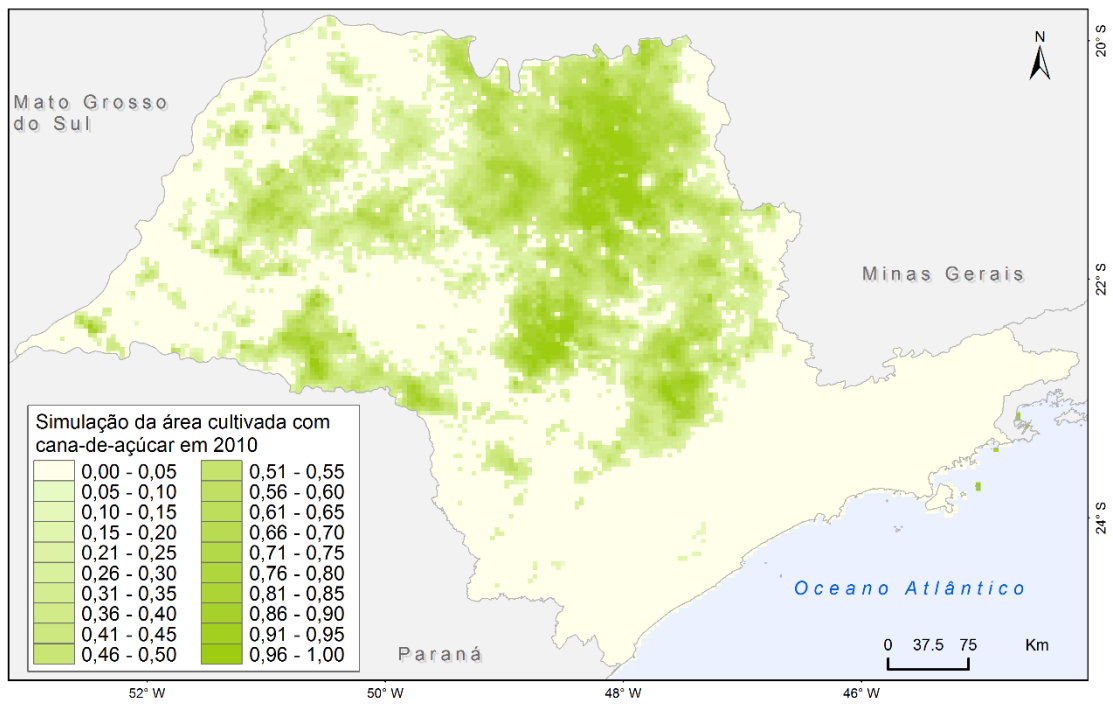 20° S
N
Mato Grosso
do Sul
Minas Gerais
22° S
Simulação da área cultivada com
cana-de-açúcar em 2010
0,00 - 0,05
0,05 - 0,10
0,10 - 0,15
0,15 - 0,20
0,21 - 0,25
0,26 - 0,30
0,31 - 0,35
0,36 - 0,40
0,41 - 0,45
0,46 - 0,50
0,51 - 0,55
0,56 - 0,60
0,61 - 0,65
0,66 - 0,70
0,71 - 0,75
0,76 - 0,80
0,81 - 0,85
0,86 - 0,90
0,91 - 0,95
0,96 - 1,00
24° S
Oceano Atlântico
Paraná
0 37.5 75 Km
52° W 50° W 48° W 46° W